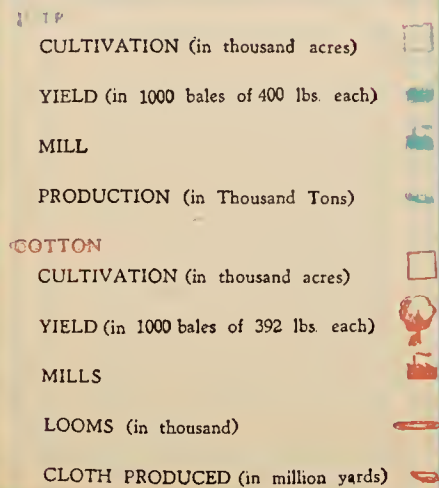 CULTIVATION (in thousand acres)
YIELD (in 1000 bales of 400 lbs. each)
MILL
PRODUCTION (in Thousand Tons)
COTTON
CULTIVATION (in thousand acres)
YIELD (in 1000 bales of 392 lbs. each)
MILLS
LOOMS (in thousand)
CLOTH PRODUCED (in million yards)